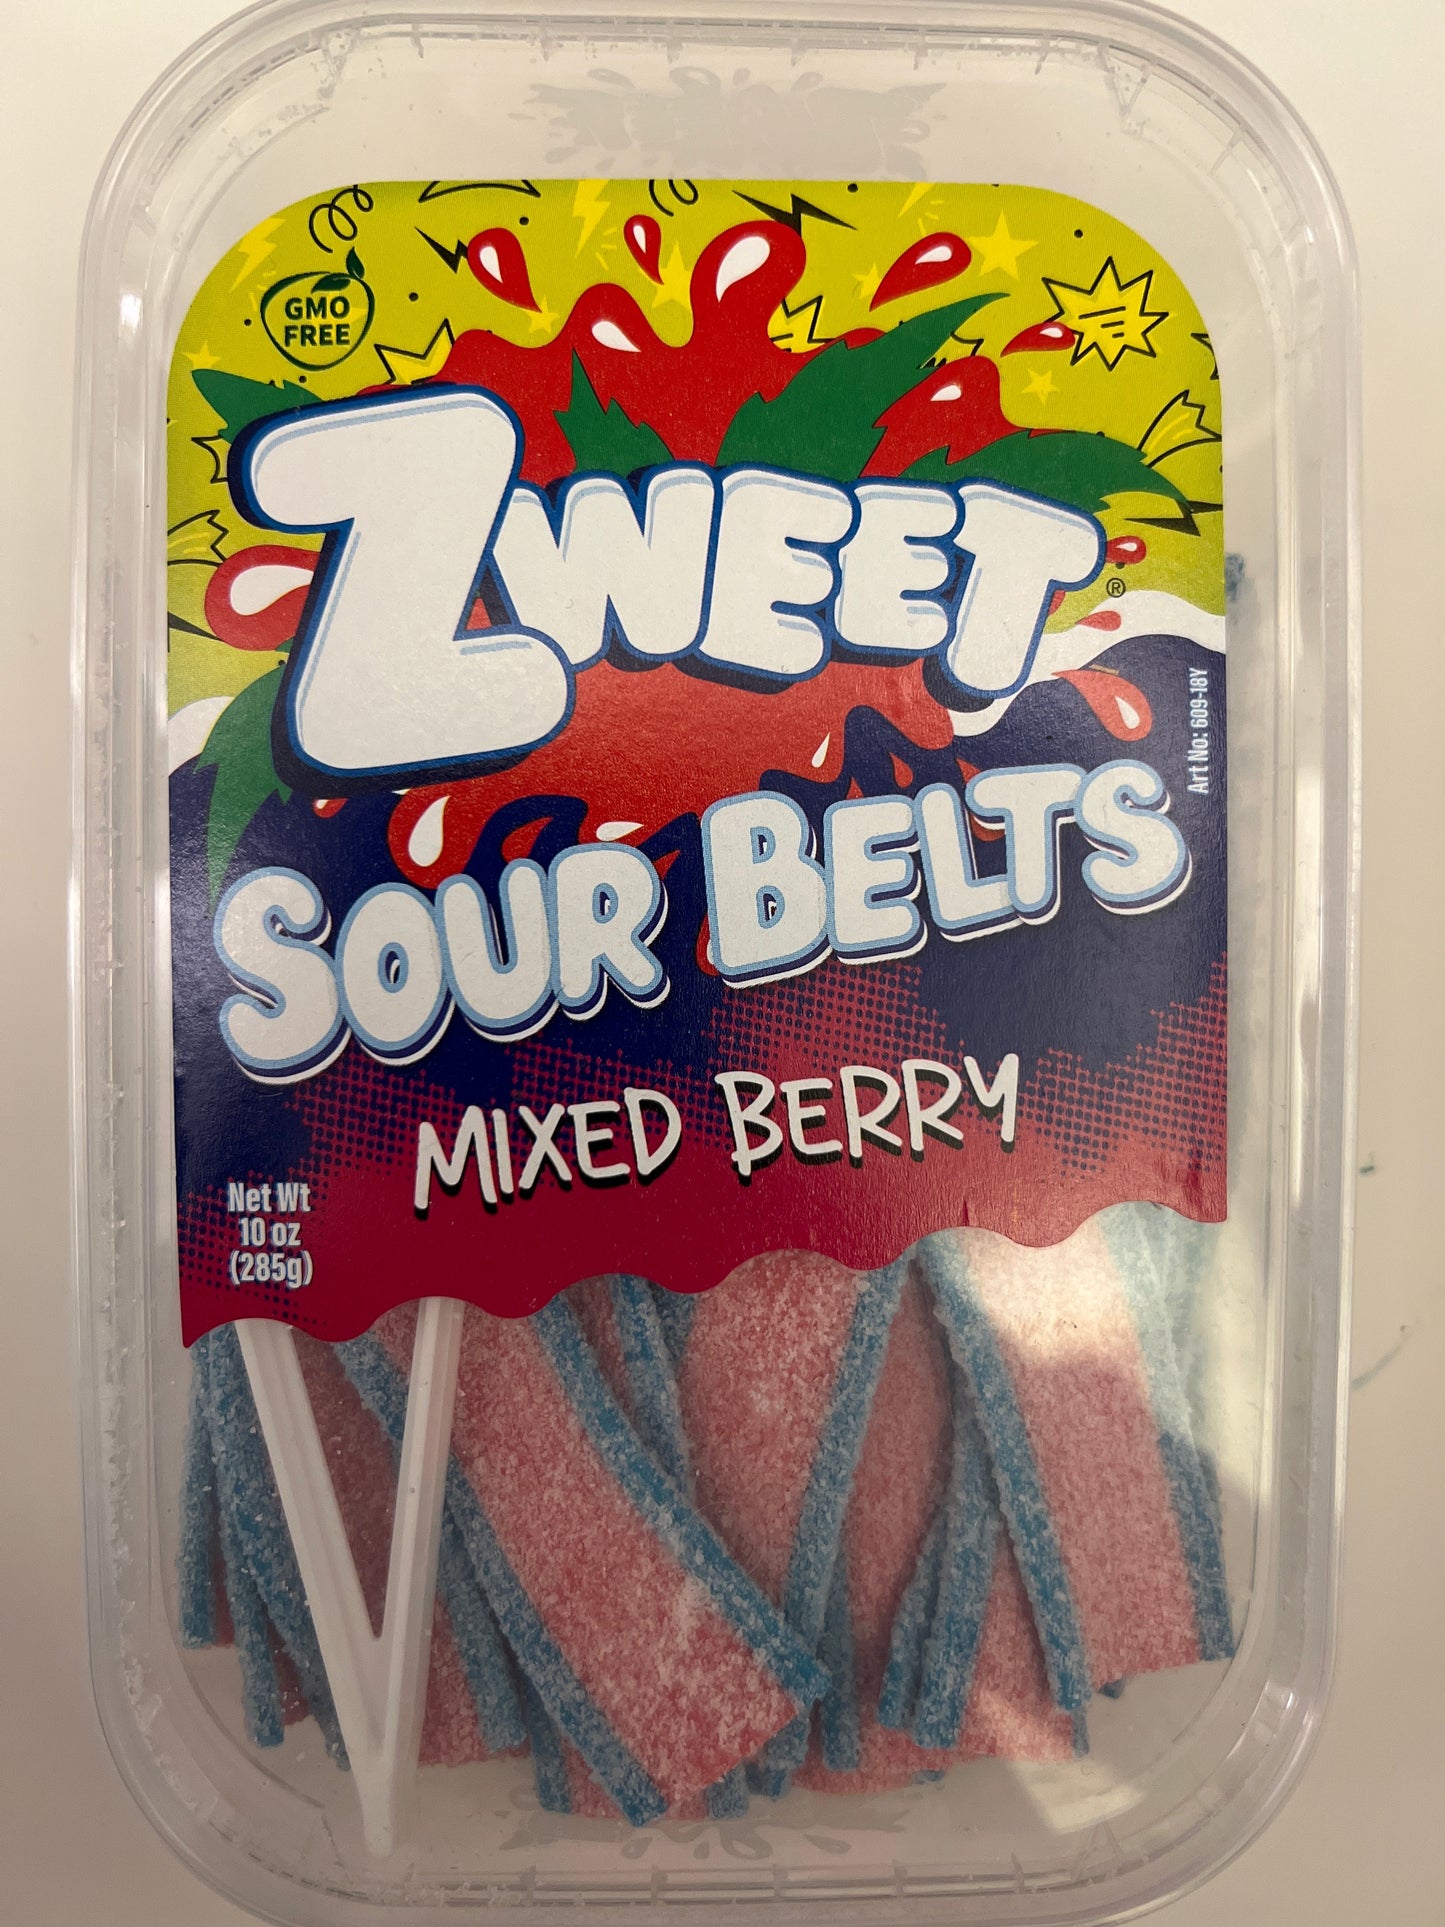 GMO
FREE
ZWEET
®
Art No: 609-18Y
SOUR BELTS
MIXED BERRY
Net Wt
10 oz
(285g)